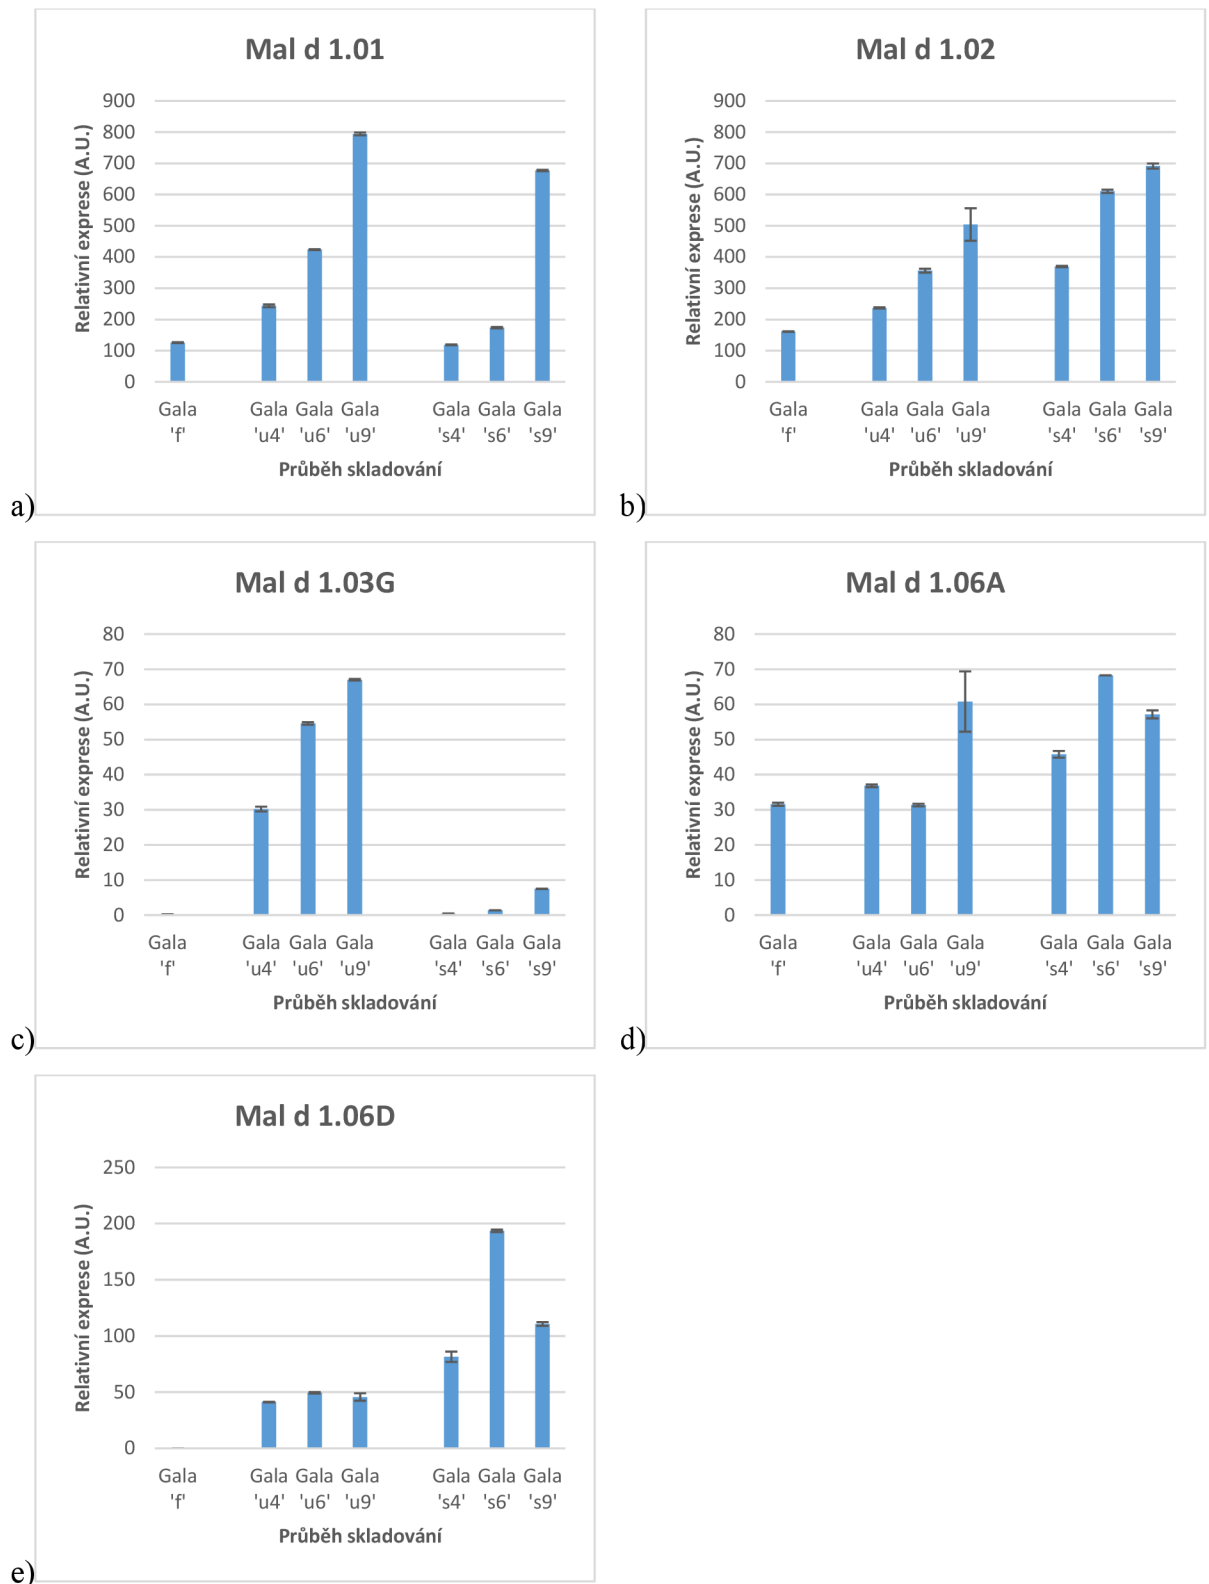 Mal d 1.01
Relativní exprese (A.U.)
900
800
700
600
500
400
300
200
100
0
Gala Gala Gala Gala Gala Gala Gala
'f' 'u4' 'u6' 'u9' 's4' 's6' 's9'
Průběh skladování
a)
Mal d 1.02
Relativní exprese (A.U.)
900
800
700
600
500
400
300
200
100
0
Gala Gala Gala Gala Gala Gala Gala
'f' 'u4' 'u6' 'u9' 's4' 's6' 's9'
Průběh skladování
b)
Mal d 1.03G
Relativní exprese (A.U.)
80
70
60
50
40
30
20
10
0
Gala Gala Gala Gala Gala Gala Gala
'f' 'u4' 'u6' 'u9' 's4' 's6' 's9'
Průběh skladování
c)
Mal d 1.06A
Relativní exprese (A.U.)
80
70
60
50
40
30
20
10
0
Gala Gala Gala Gala Gala Gala Gala
'f' 'u4' 'u6' 'u9' 's4' 's6' 's9'
Průběh skladování
d)
Mal d 1.06D
Relativní exprese (A.U.)
250
200
150
100
50
0
Gala Gala Gala Gala Gala Gala Gala
'f' 'u4' 'u6' 'u9' 's4' 's6' 's9'
Průběh skladování
e)